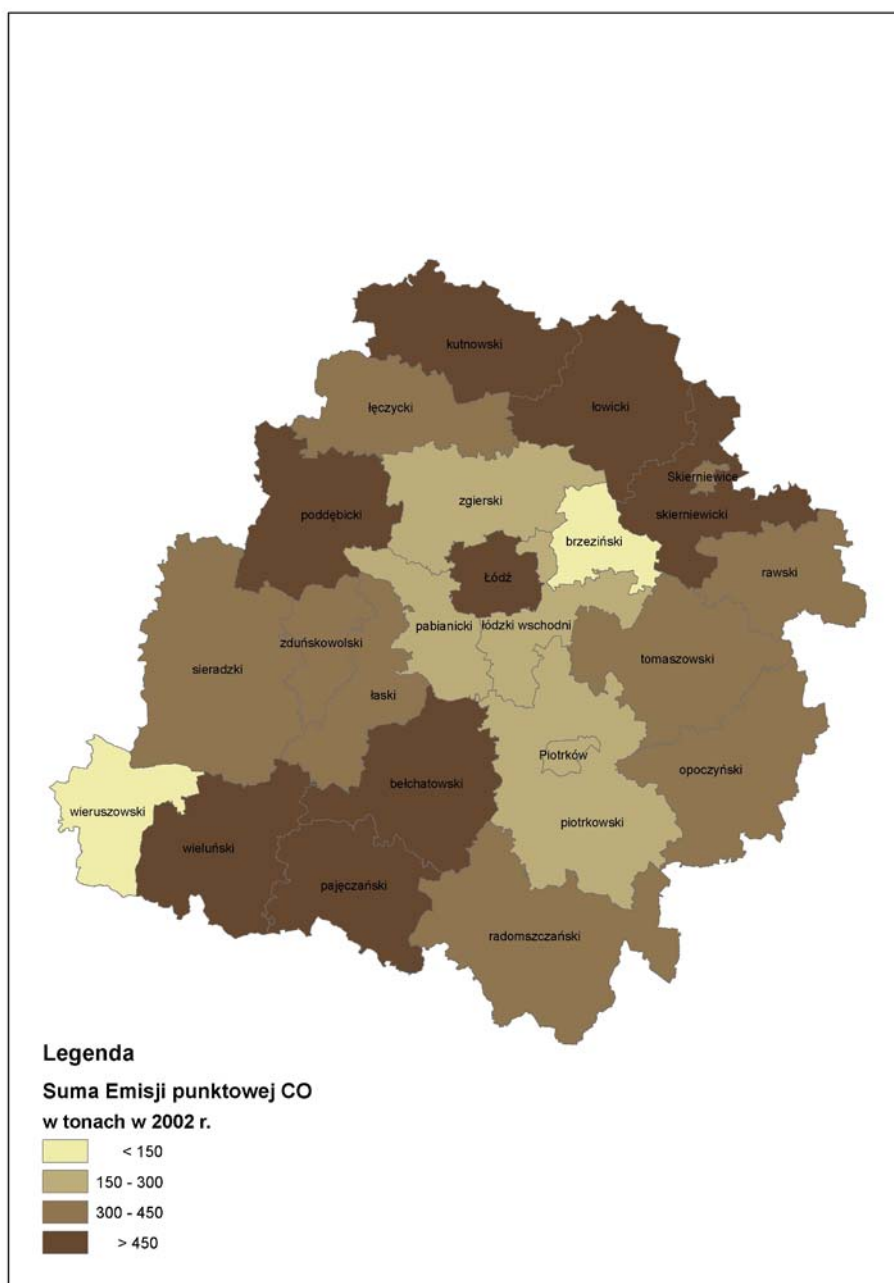 kutnowski
łęczycki
łowicki
Skierniewice
zgierski
poddębicki
skierniewicki
brzeziński
rawski
Łódź
pabianicki
łódzki wschodni
zduńskowolski
tomaszowski
sieradzki
łaski
Piotrków
opoczyński
bełchatowski
wieruszowski
piotrkowski
wieluński
pajęczański
radomszczański
Legenda
Suma Emisji punktowej CO
w tonach w 2002 r.
< 150
150 - 300
300 - 450
> 450